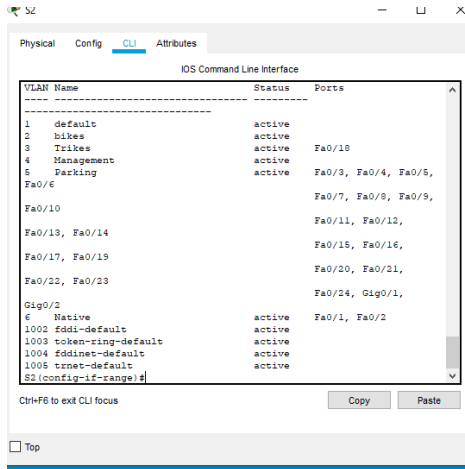 S2
Physical Config CLI Attributes
IOS Command Line Interface
VLAN Name Status Ports
---- -------------------------------- ---------
-------------------------------
1 default active
2 bikes active
3 Trikes active Fa0/18
4 Management active
5 Parking active Fa0/3, Fa0/4, Fa0/5,
Fa0/6
Fa0/7, Fa0/8, Fa0/9,
Fa0/10
Fa0/11, Fa0/12,
Fa0/13, Fa0/14
Fa0/15, Fa0/16,
Fa0/17, Fa0/19
Fa0/20, Fa0/21,
Fa0/22, Fa0/23
Fa0/24, Gig0/1,
Gig0/2
6 Native active Fa0/1, Fa0/2
1002 fddi-default active
1003 token-ring-default active
1004 fddinet-default active
1005 trnet-default active
S2(config-if-range)#
Ctrl+F6 to exit CLI focus Copy Paste
Top